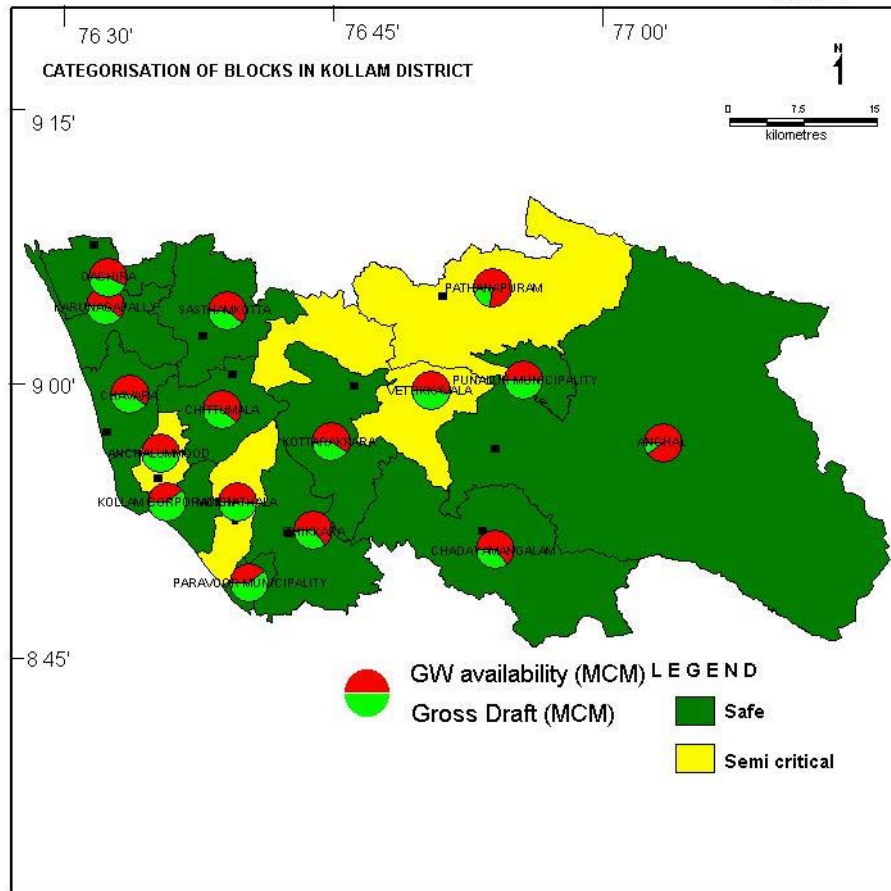 76 30'
76 45'
77 00'
CATEGORISATION OF BLOCKS IN KOLLAM DISTRICT
N
9 15'
0 7.5 15
kilometres
OACHIRA
KARUNAGAPALLY
SASTHAMKOTTA
PATHANAPURAM
9 00'
PUNALUR MUNICIPALITY
VETTIKKAVALA
CHAVARA
CHITTUMALA
KOTTARAKKARA
ANCHAL
ANCHALUMMOOD
KOLLAM CORPORATION
CHADAYAMANGALAM
PARAVOOR MUNICIPALITY
8 45'
GW availability (MCM)
Gross Draft (MCM)
LEGEND
Safe
Semi critical